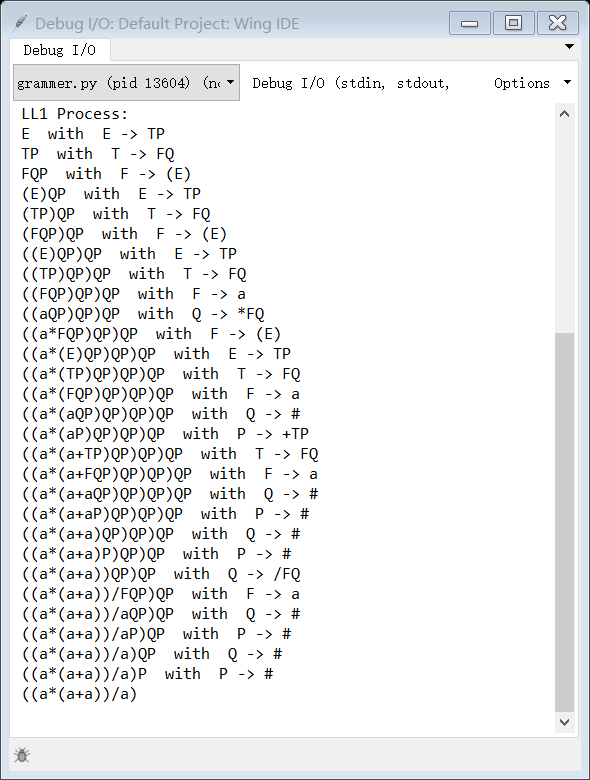 Debug I/O: Default Project: Wing IDE
Debug I/O
grammer.py (pid 13604) (no
Debug I/O (stdin, stdout,
Options
LL1 Process:
E  with  E -> TP
TP  with  T -> FQ
FQP  with  F -> (E)
(E)QP  with  E -> TP
(TP)QP  with  T -> FQ
(FQP)QP  with  F -> (E)
((E)QP)QP  with  E -> TP
((TP)QP)QP  with  T -> FQ
((FQP)QP)QP  with  F -> a
((aQP)QP)QP  with  Q -> *FQ
((a*FQP)QP)QP  with  F -> (E)
((a*(E)QP)QP)QP  with  E -> TP
((a*(TP)QP)QP)QP  with  T -> FQ
((a*(FQP)QP)QP)QP  with  F -> a
((a*(aQP)QP)QP)QP  with  Q -> #
((a*(aP)QP)QP)QP  with  P -> +TP
((a*(a+TP)QP)QP)QP  with  T -> FQ
((a*(a+FQP)QP)QP)QP  with  F -> a
((a*(a+aQP)QP)QP)QP  with  Q -> #
((a*(a+aP)QP)QP)QP  with  P -> #
((a*(a+a)QP)QP)QP  with  Q -> #
((a*(a+a)P)QP)QP  with  P -> #
((a*(a+a))QP)QP  with  Q -> /FQ
((a*(a+a))/FQP)QP  with  F -> a
((a*(a+a))/aQP)QP  with  Q -> #
((a*(a+a))/aP)QP  with  P -> #
((a*(a+a))/a)QP  with  Q -> #
((a*(a+a))/a)P  with  P -> #
((a*(a+a))/a)